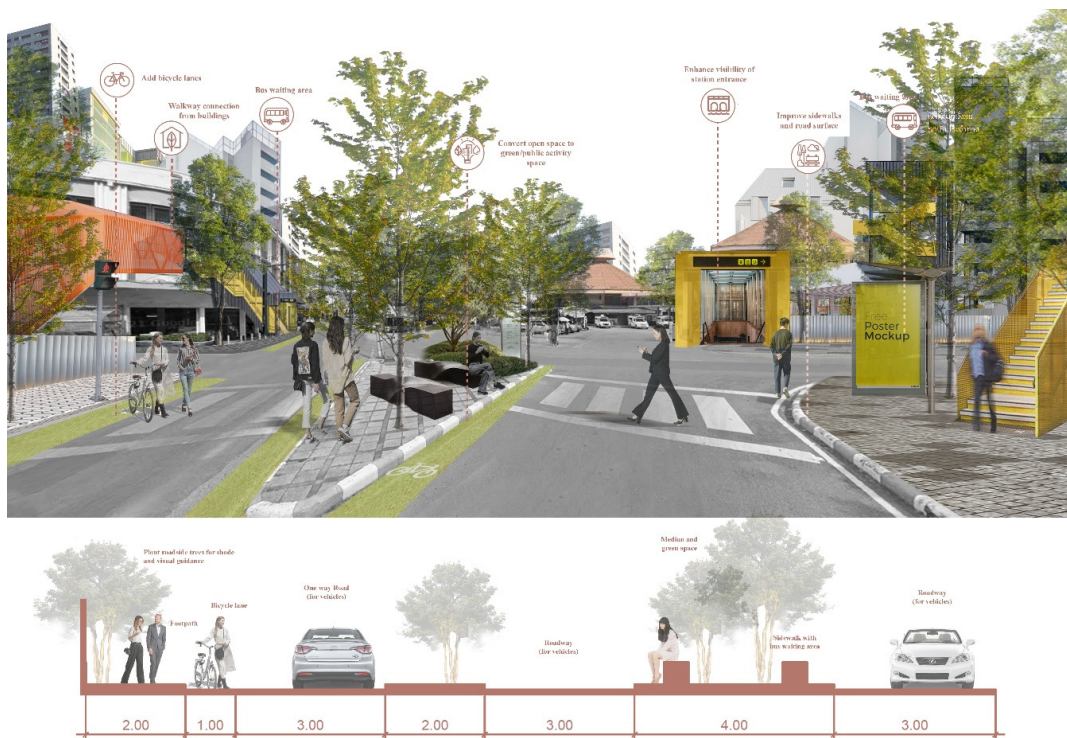 Add bicycle lanes
Walkway connection
from buildings
Bus waiting area
Convert open space to
green/public activity
space
Enhance visibility of
station entrance
Improve sidewalks
and road surface
waiting
Free
Poster
Mockup
Plant roadside trees for shade
and visual guidance
Footpath
Bicycle lane
One way Road
(for vehicles)
Roadway
(for vehicles)
Median and
green space
Sidewalk with
bus waiting area
Roadway
(for vehicles)
2.00
1.00
3.00
2.00
3.00
4.00
3.00